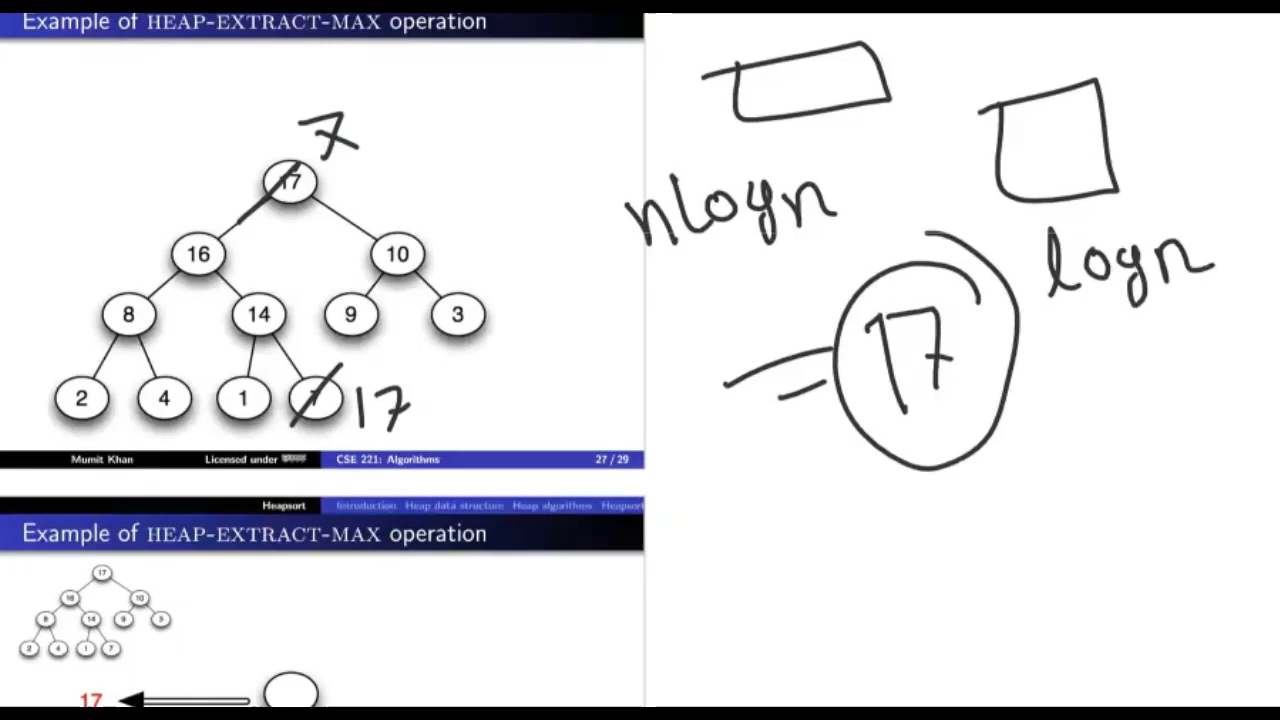 Example of HEAP-EXTRACT-MAX operation
7
17
16 10
8 14 9 3
2 4 1 7 17
Mumit Khan Licensed under CSE 221: Algorithms 27 / 29
Heapsort Introduction Heap data structure Heap algorithms Heapsort
Example of HEAP-EXTRACT-MAX operation
17
16 10
8 14 9 3
2 4 1 7
17
nlogn
logn
17